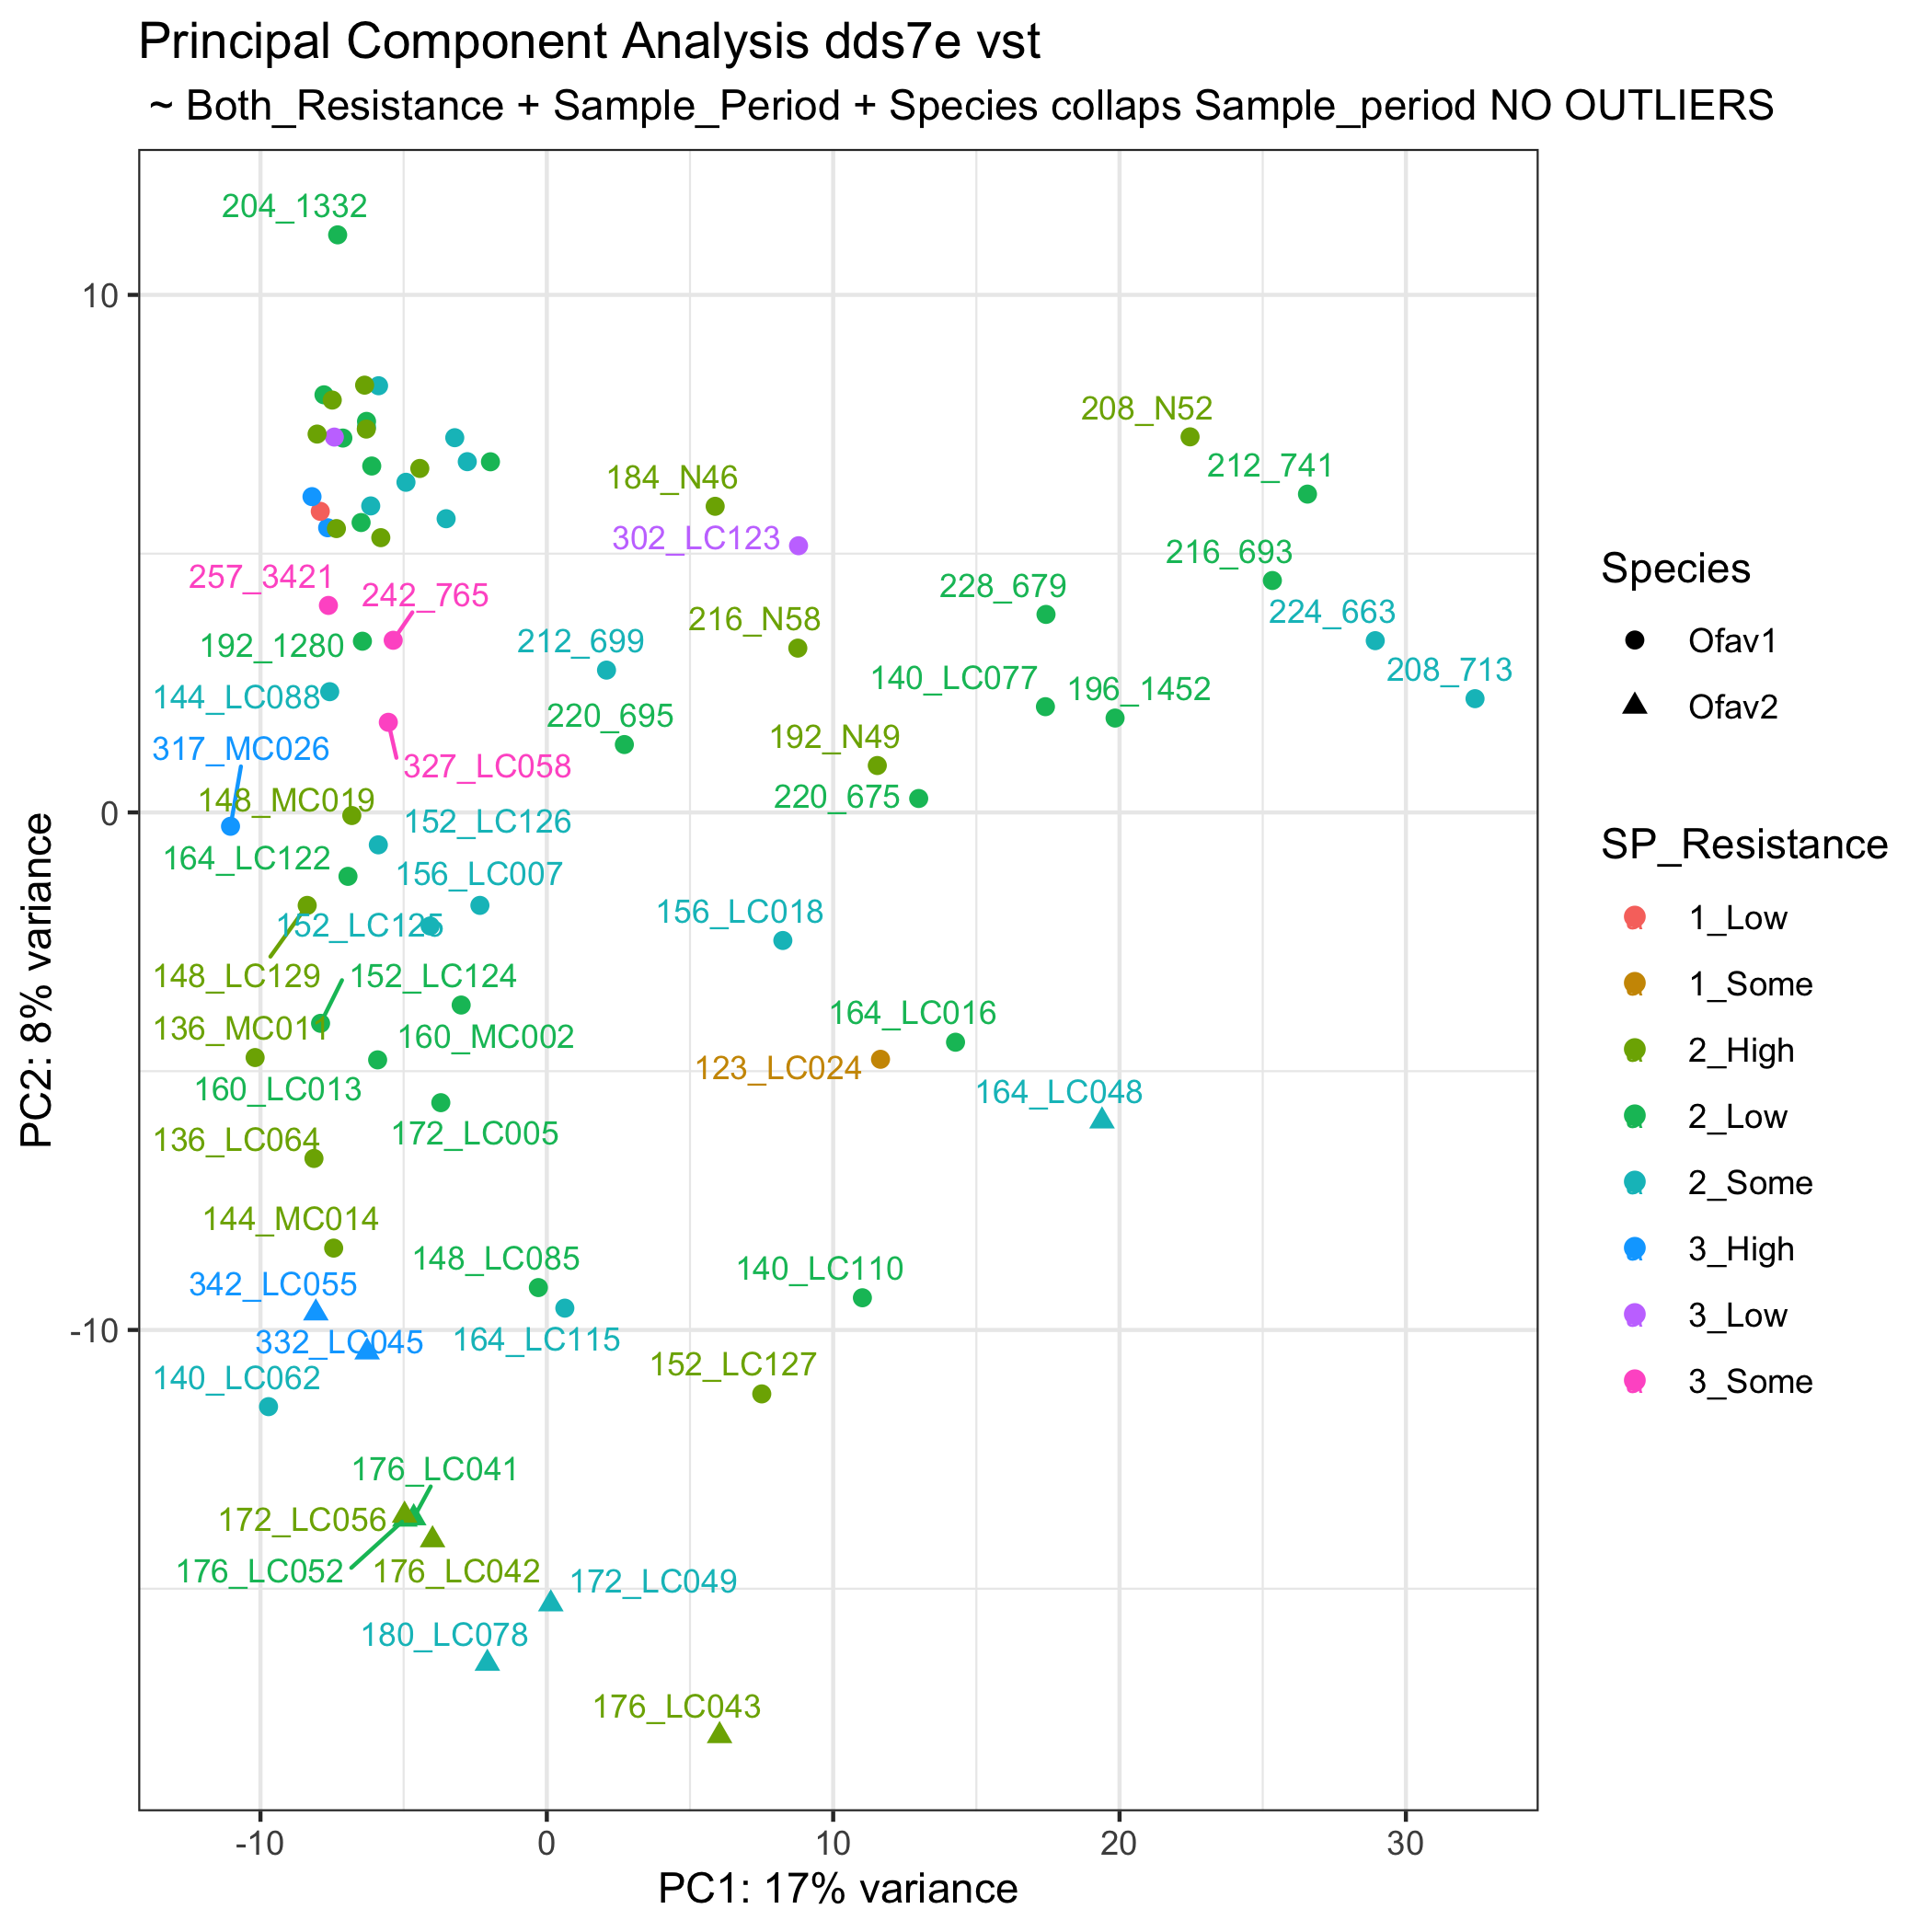 Principal Component Analysis dds7e vst
~ Both_Resistance + Sample_Period + Species collaps Sample_period NO OUTLIERS
204_1332
10
208_N52
212_741
184_N46
302_LC123
216_693
257_3421
242_765
228_679
216_N58
224_663
192_1280
212_699
208_713
144_LC088
140_LC077
196_1452
220_695
317_MC026
192_N49
327_LC058
148_MC019
220_675
0
152_LC126
164_LC122
156_LC007
152_LC125
156_LC018
148_LC129
152_LC124
136_MC011
160_MC002
164_LC016
123_LC024
160_LC013
164_LC048
172_LC005
136_LC064
144_MC014
148_LC085
140_LC110
342_LC055
-10
332_LC045
164_LC115
152_LC127
140_LC062
176_LC041
172_LC056
176_LC052
176_LC042
172_LC049
180_LC078
176_LC043
-10
0
10
20
30
PC1: 17% variance
PC2: 8% variance
Species
Ofav1
Ofav2
SP_Resistance
1_Low
1_Some
2_High
2_Low
2_Some
3_High
3_Low
3_Some